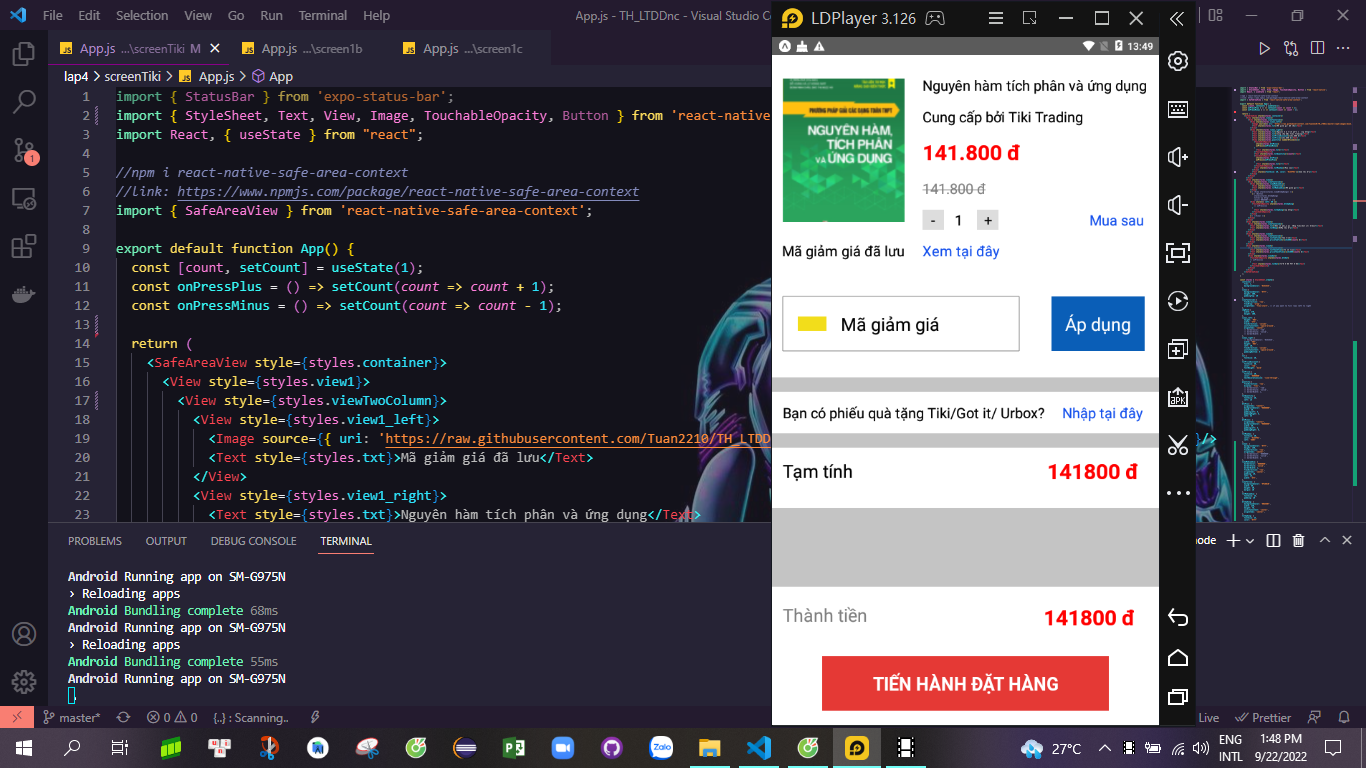 File Edit Selection View Go Run Terminal Help
App.js - TH_LTDDnc - Visual Studio Co
App.js ...\screenTiki M
App.js ...\screen1b
App.js ...\screen1c
lap4 > screenTiki > App.js > App
1 import { StatusBar } from 'expo-status-bar';
2 import { StyleSheet, Text, View, Image, TouchableOpacity, Button } from 'react-native
3 import React, { useState } from "react";
4
5 //npm i react-native-safe-area-context
6 //link: https://www.npmjs.com/package/react-native-safe-area-context
7 import { SafeAreaView } from 'react-native-safe-area-context';
8
9 export default function App() {
10 const [count, setCount] = useState(1);
11 const onPressPlus = () => setCount(count => count + 1);
12 const onPressMinus = () => setCount(count => count - 1);
13
14 return (
15 <SafeAreaView style={styles.container}>
16 <View style={styles.view1}>
17 <View style={styles.viewTwoColumn}>
18 <View style={styles.view1_left}>
19 <Image source={{ uri: 'https://raw.githubusercontent.com/Tuan2210/TH_LTDD
}/>
20 <Text style={styles.txt}>Mã giảm giá đã lưu</Text>
21 </View>
22 <View style={styles.view1_right}>
23 <Text style={styles.txt}>Nguyên hàm tích phân và ứng dụng</Text>
PROBLEMS OUTPUT DEBUG CONSOLE TERMINAL
node
Android Running app on SM-G975N
› Reloading apps
Android Bundling complete 68ms
Android Running app on SM-G975N
› Reloading apps
Android Bundling complete 55ms
Android Running app on SM-G975N
1
master* 0 0 {..} : Scanning..
Live Prettier
LDPlayer 3.126
13:49
PHƯƠNG PHÁP GIẢI CÁC DẠNG TOÁN THPT
NGUYÊN HÀM,
TÍCH PHÂN
VÀ ỨNG DỤNG
Nguyên hàm tích phân và ứng dụng
Cung cấp bởi Tiki Trading
141.800 đ
141.800 đ
- 1 +
Mua sau
Mã giảm giá đã lưu
Xem tại đây
Mã giảm giá
Áp dụng
Bạn có phiếu quà tặng Tiki/Got it/ Urbox?
Nhập tại đây
Tạm tính
141800 đ
Thành tiền
141800 đ
TIẾN HÀNH ĐẶT HÀNG
APK
Zalo
27°C
ENG
INTL
1:48 PM
9/22/2022